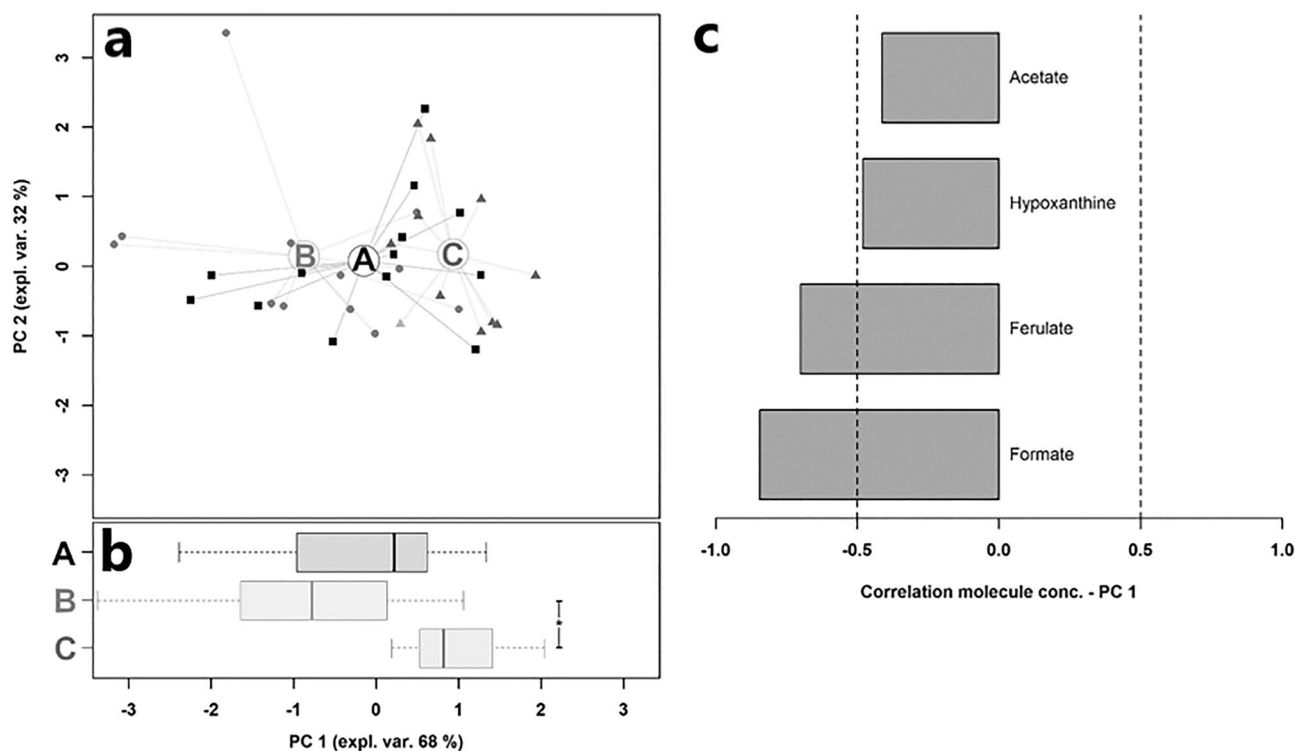 a
3
2
1
0
-1
-2
-3
PC 2 (expl. var. 32 %)
B
A
C
b
A
B
C
*
-3
-2
-1
0
1
2
3
PC 1 (expl. var. 68 %)
c
Acetate
Hypoxanthine
Ferulate
Formate
-1.0
-0.5
0.0
0.5
1.0
Correlation molecule conc. - PC 1